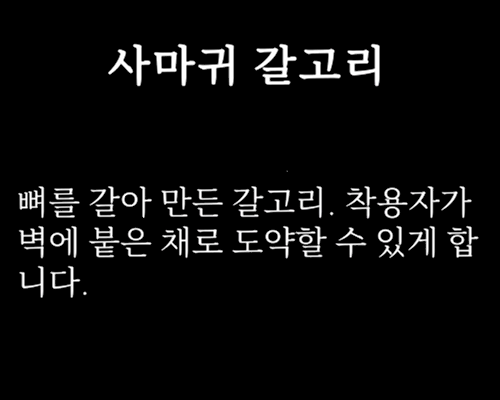 사마귀 갈고리
뼈를 갈아 만든 갈고리. 착용자가
벽에 붙은 채로 도약할 수 있게 합
니다.